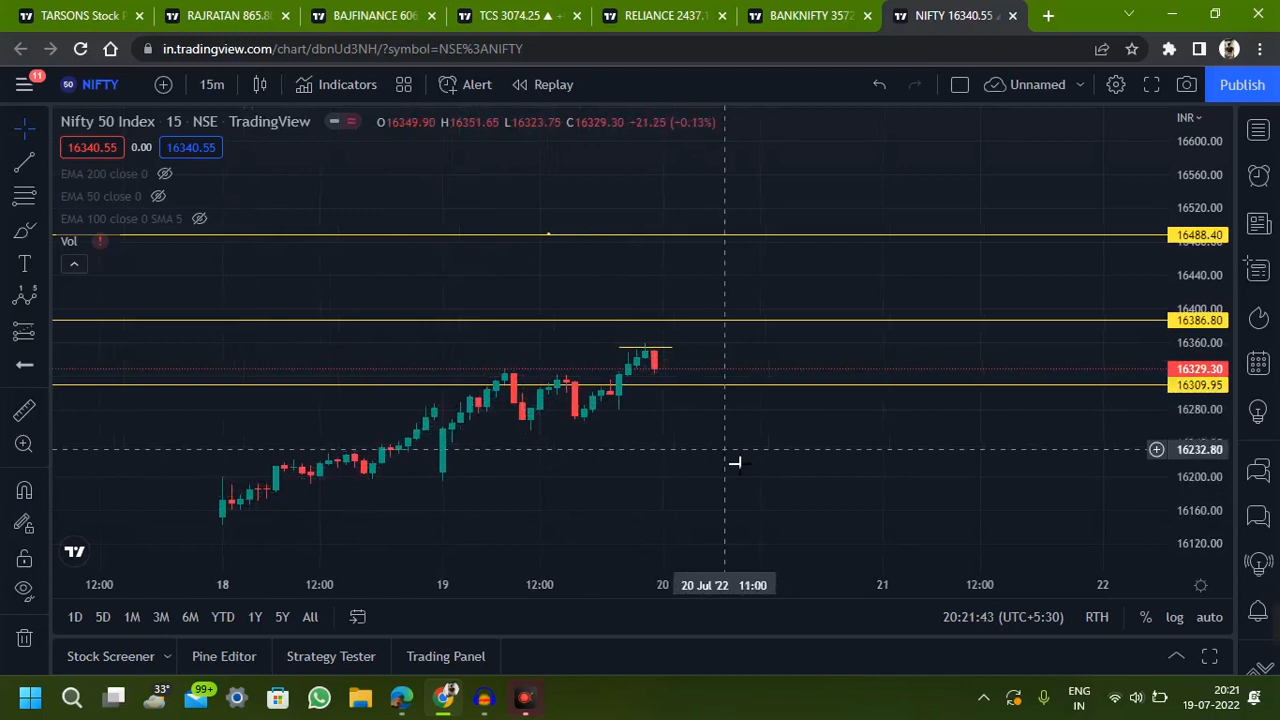 TARSONS Stock P
RAJRATAN 865.8
BAJFINANCE 606
TCS 3074.25 ▲ +
RELIANCE 2437.1
BANKNIFTY 3572
NIFTY 16340.55
in.tradingview.com/chart/dbnUd3NH/?symbol=NSE%3ANIFTY
11
50 NIFTY
15m
Indicators
Alert
Replay
Unnamed
Publish
Nifty 50 Index · 15 · NSE · TradingView
O16349.90 H16351.65 L16323.75 C16329.30 −21.25 (−0.13%)
INR
16340.55 0.00 16340.55
EMA 200 close 0
EMA 50 close 0
EMA 100 close 0 SMA 5
Vol !
16600.00
16560.00
16520.00
16488.40
16440.00
16400.00
16386.80
16360.00
16329.30
16309.95
16280.00
16232.80
16200.00
16160.00
16120.00
12:00 18 12:00 19 12:00 20 20 Jul '22 11:00 21 12:00 22
1D 5D 1M 3M 6M YTD 1Y 5Y All
20:21:43 (UTC+5:30) RTH % log auto
Stock Screener Pine Editor Strategy Tester Trading Panel
33°
99+
ENG
IN
20:21
19-07-2022